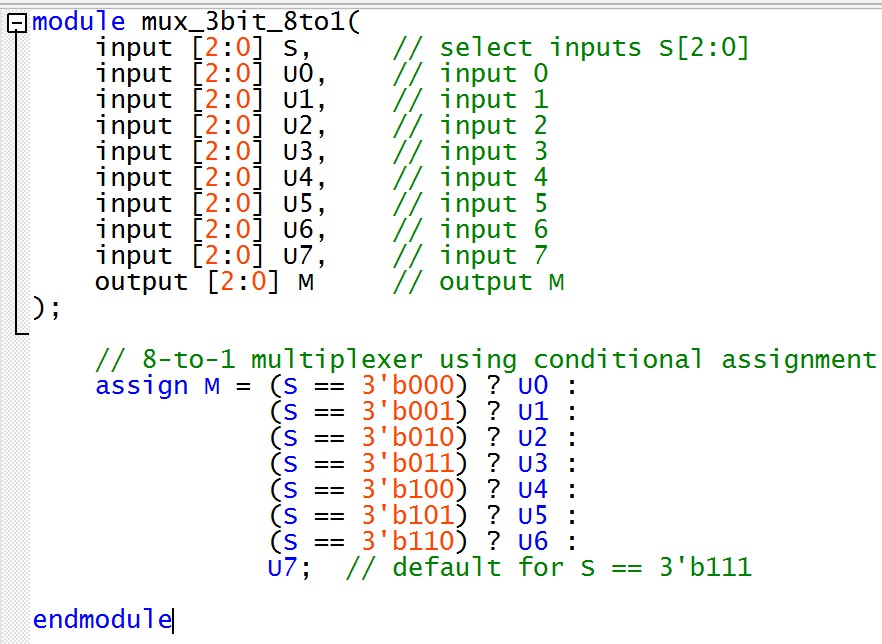 module mux_3bit_8to1(
    input [2:0] S,     // select inputs S[2:0]
    input [2:0] U0,    // input 0
    input [2:0] U1,    // input 1
    input [2:0] U2,    // input 2
    input [2:0] U3,    // input 3
    input [2:0] U4,    // input 4
    input [2:0] U5,    // input 5
    input [2:0] U6,    // input 6
    input [2:0] U7,    // input 7
    output [2:0] M     // output M
);
    // 8-to-1 multiplexer using conditional assignment
    assign M = (S == 3'b000) ? U0 :
               (S == 3'b001) ? U1 :
               (S == 3'b010) ? U2 :
               (S == 3'b011) ? U3 :
               (S == 3'b100) ? U4 :
               (S == 3'b101) ? U5 :
               (S == 3'b110) ? U6 :
               U7;  // default for S == 3'b111
endmodule